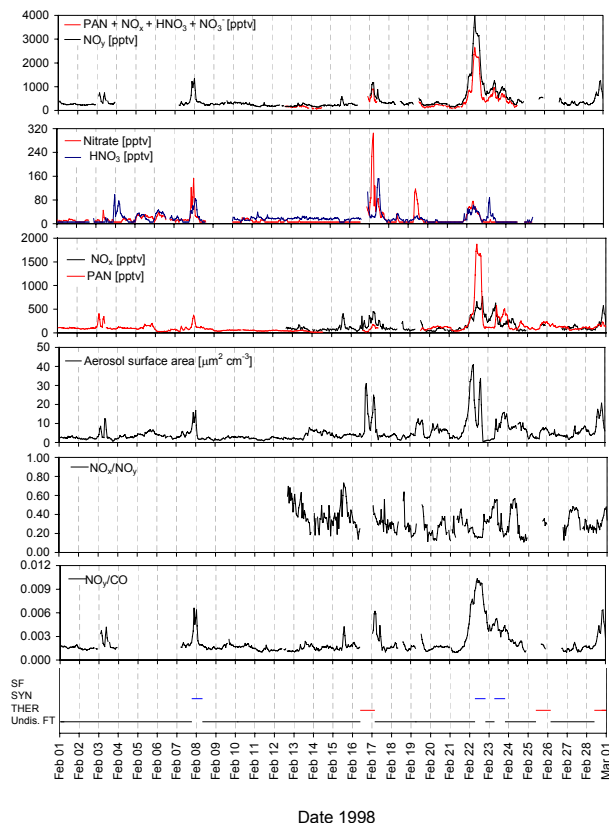 PAN + NOₓ + HNO₃ + NO₃⁻ [pptv]
NOy [pptv]
4000
3000
2000
1000
0
Nitrate [pptv]
HNO₃ [pptv]
320
240
160
80
0
NOₓ [pptv]
PAN [pptv]
2000
1500
1000
500
0
Aerosol surface area [µm² cm⁻³]
50
40
30
20
10
0
NOₓ/NOy
1.00
0.80
0.60
0.40
0.20
0.00
NOy/CO
0.012
0.009
0.006
0.003
0.000
SF
SYN
THER
Undis. FT
Feb 01
Feb 02
Feb 03
Feb 04
Feb 05
Feb 06
Feb 07
Feb 08
Feb 09
Feb 10
Feb 11
Feb 12
Feb 13
Feb 14
Feb 15
Feb 16
Feb 17
Feb 18
Feb 19
Feb 20
Feb 21
Feb 22
Feb 23
Feb 24
Feb 25
Feb 26
Feb 27
Feb 28
Mar 01
Date 1998